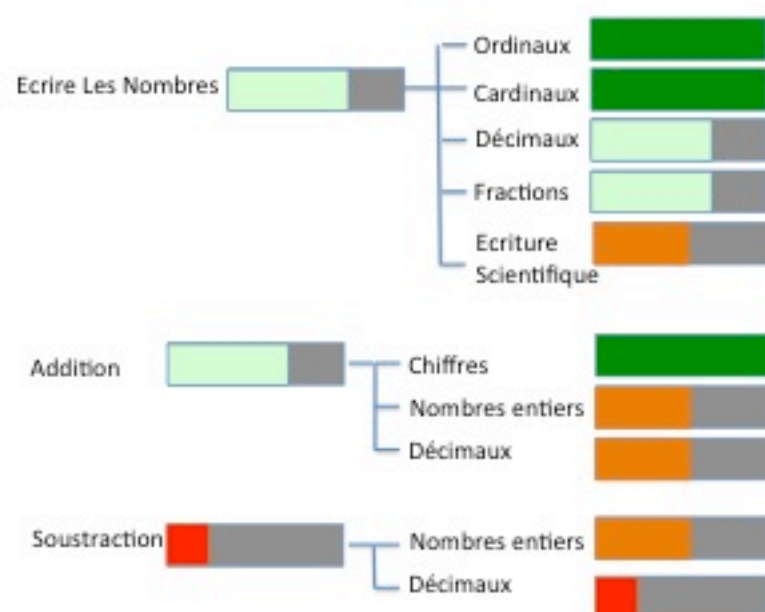 Ordinaux
Ecrire Les Nombres
Cardinaux
Décimaux
Fractions
Ecriture
Scientifique
Addition
Chiffres
Nombres entiers
Décimaux
Soustraction
Nombres entiers
Décimaux